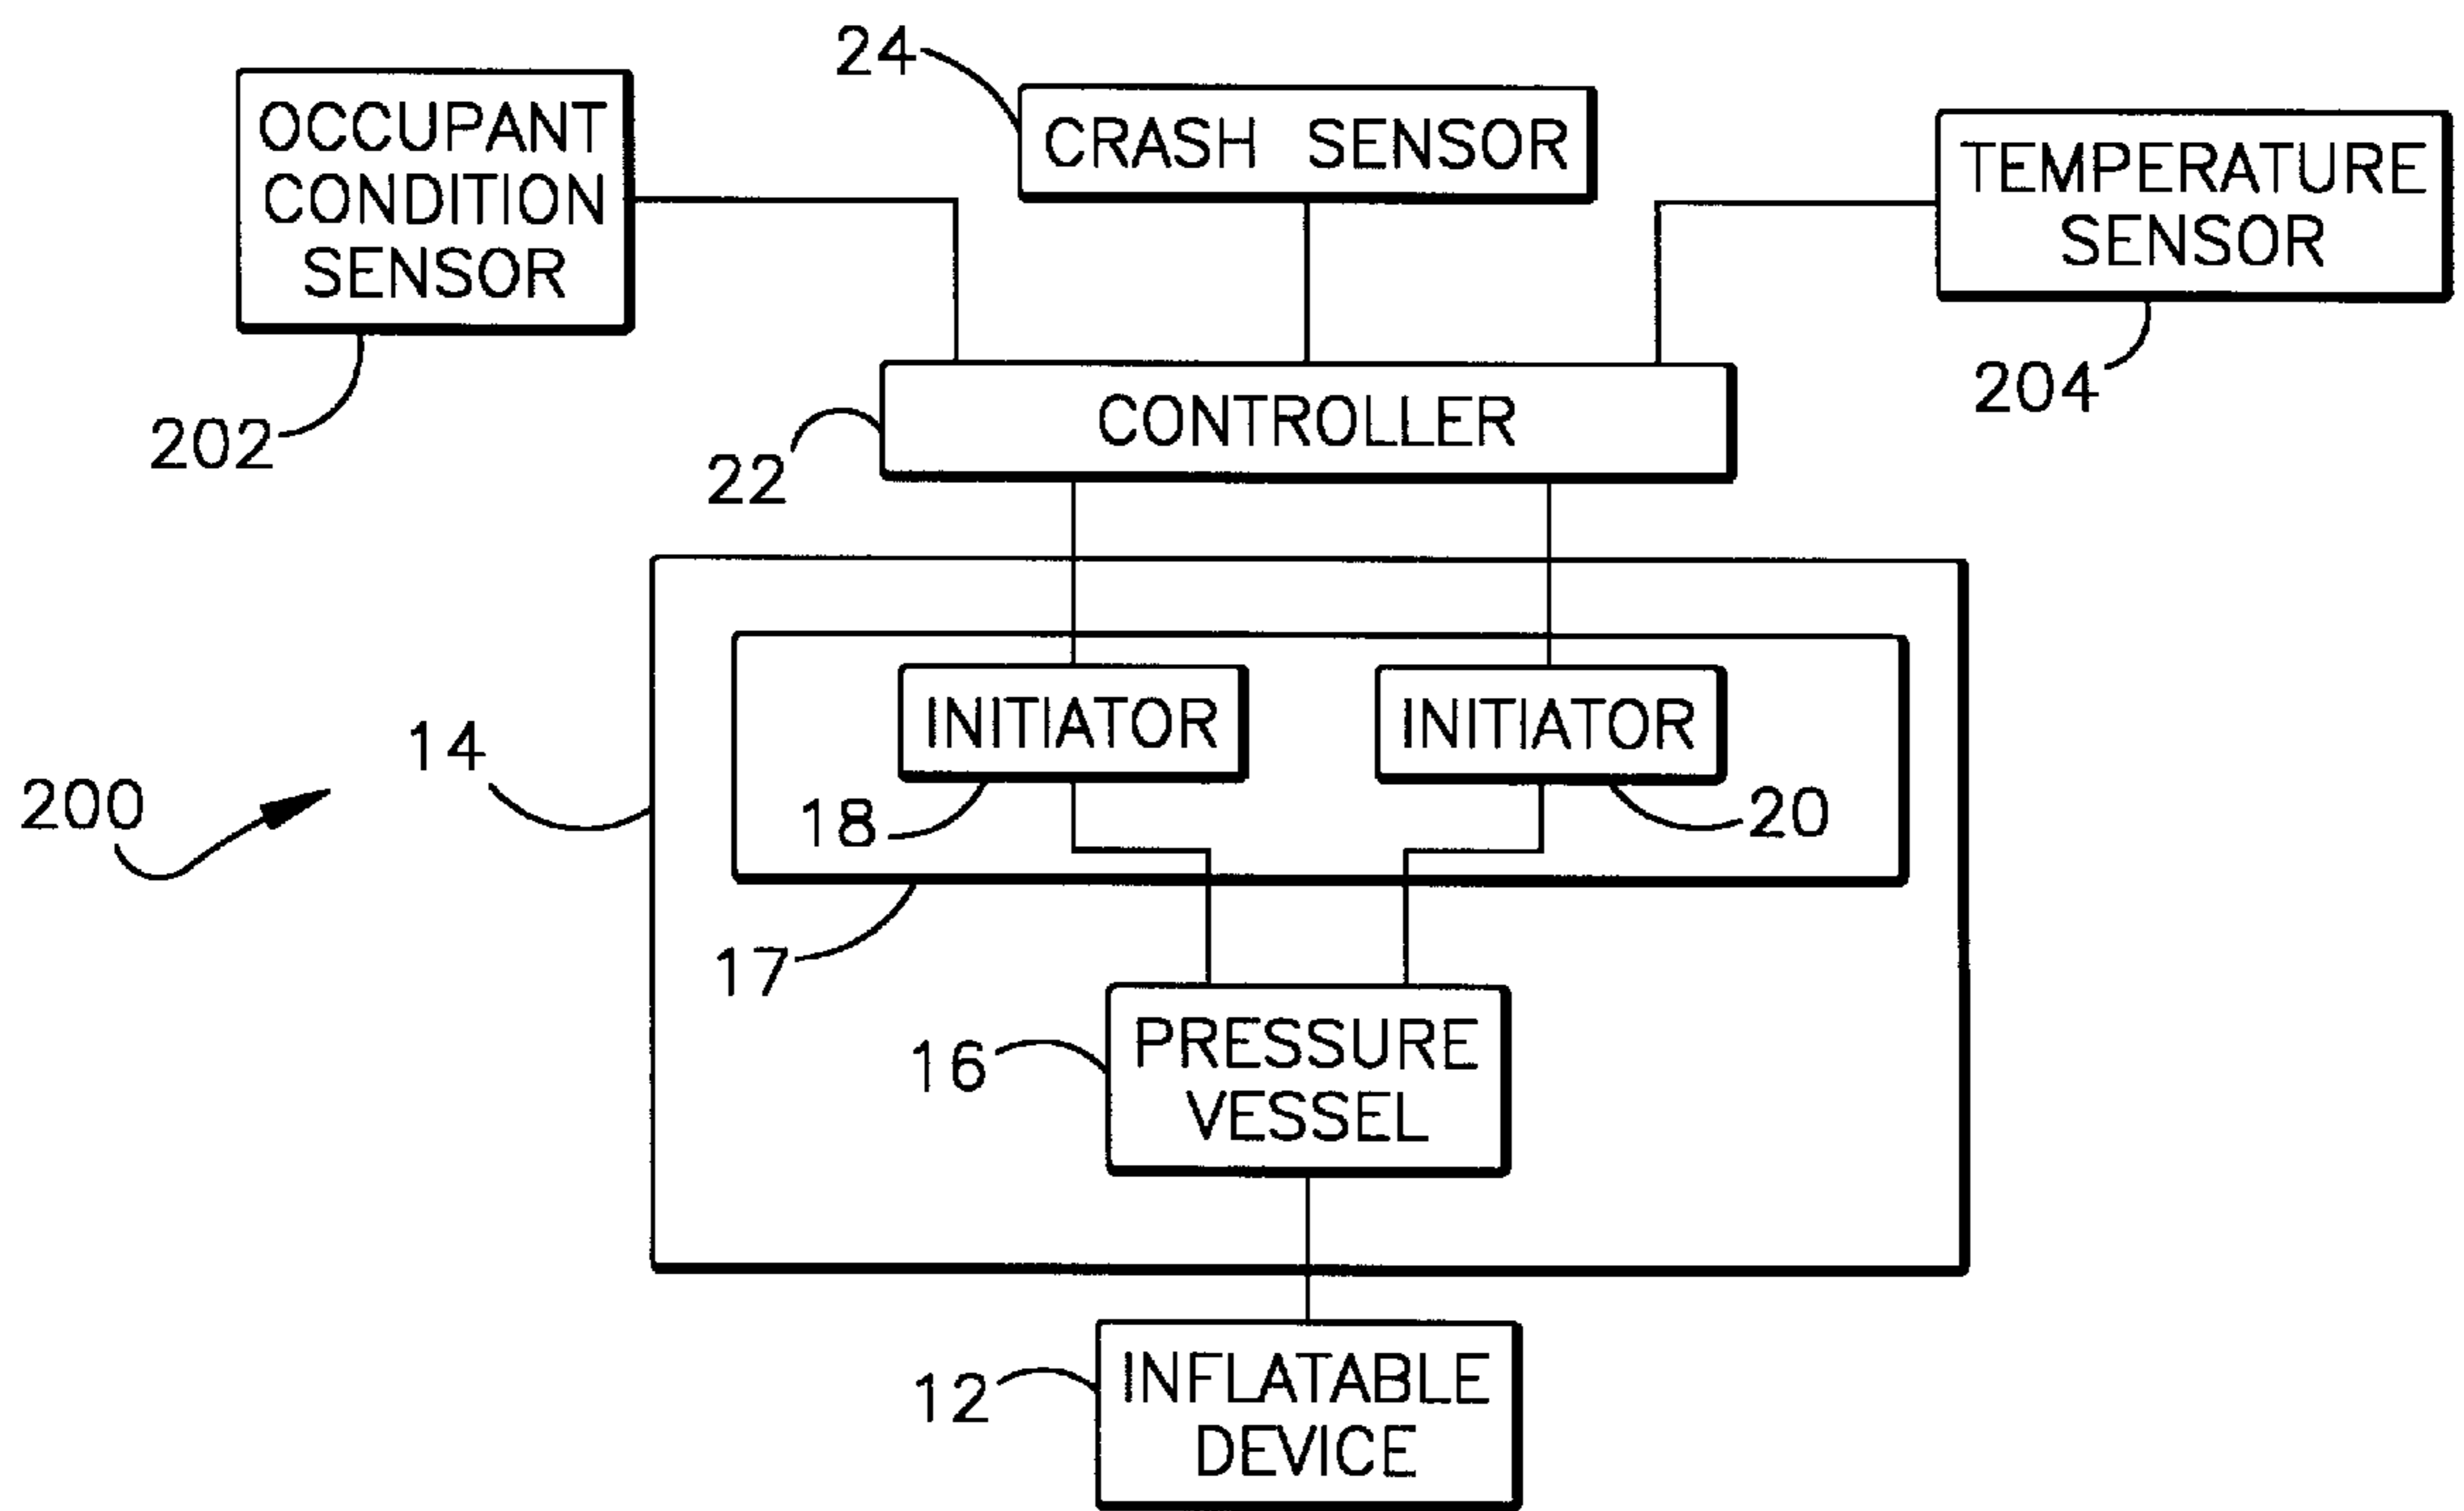 24
OCCUPANT
CONDITION
SENSOR
CRASH SENSOR
TEMPERATURE
SENSOR
202
204
CONTROLLER
22
14
200
INITIATOR
INITIATOR
18
20
17
PRESSURE
VESSEL
16
INFLATABLE
DEVICE
12